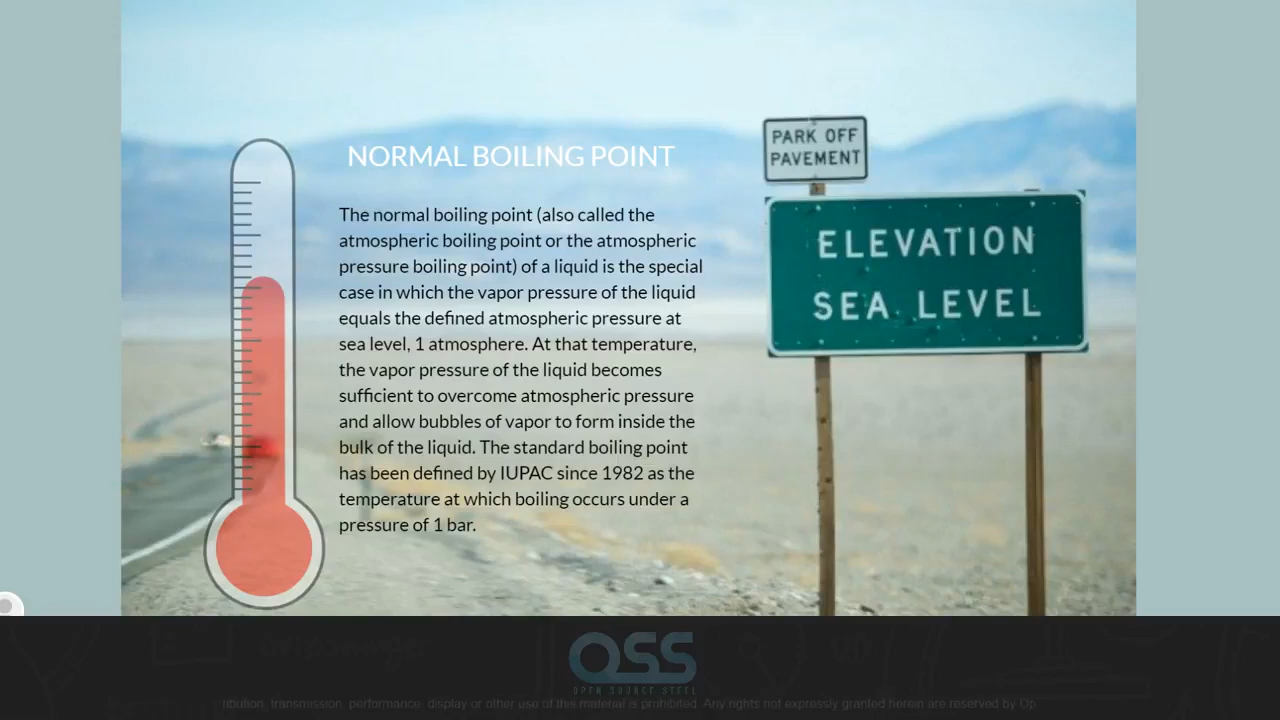 NORMAL BOILING POINT
The normal boiling point (also called the
atmospheric boiling point or the atmospheric
pressure boiling point) of a liquid is the special
case in which the vapor pressure of the liquid
equals the defined atmospheric pressure at
sea level, 1 atmosphere. At that temperature,
the vapor pressure of the liquid becomes
sufficient to overcome atmospheric pressure
and allow bubbles of vapor to form inside the
bulk of the liquid. The standard boiling point
has been defined by IUPAC since 1982 as the
temperature at which boiling occurs under a
pressure of 1 bar.
PARK OFF
PAVEMENT
ELEVATION
SEA LEVEL
OSS
OPEN SOURCE STEEL
ribution, transmission, performance, display or other use of this material is prohibited. Any rights not expressly granted herein are reserved by Op